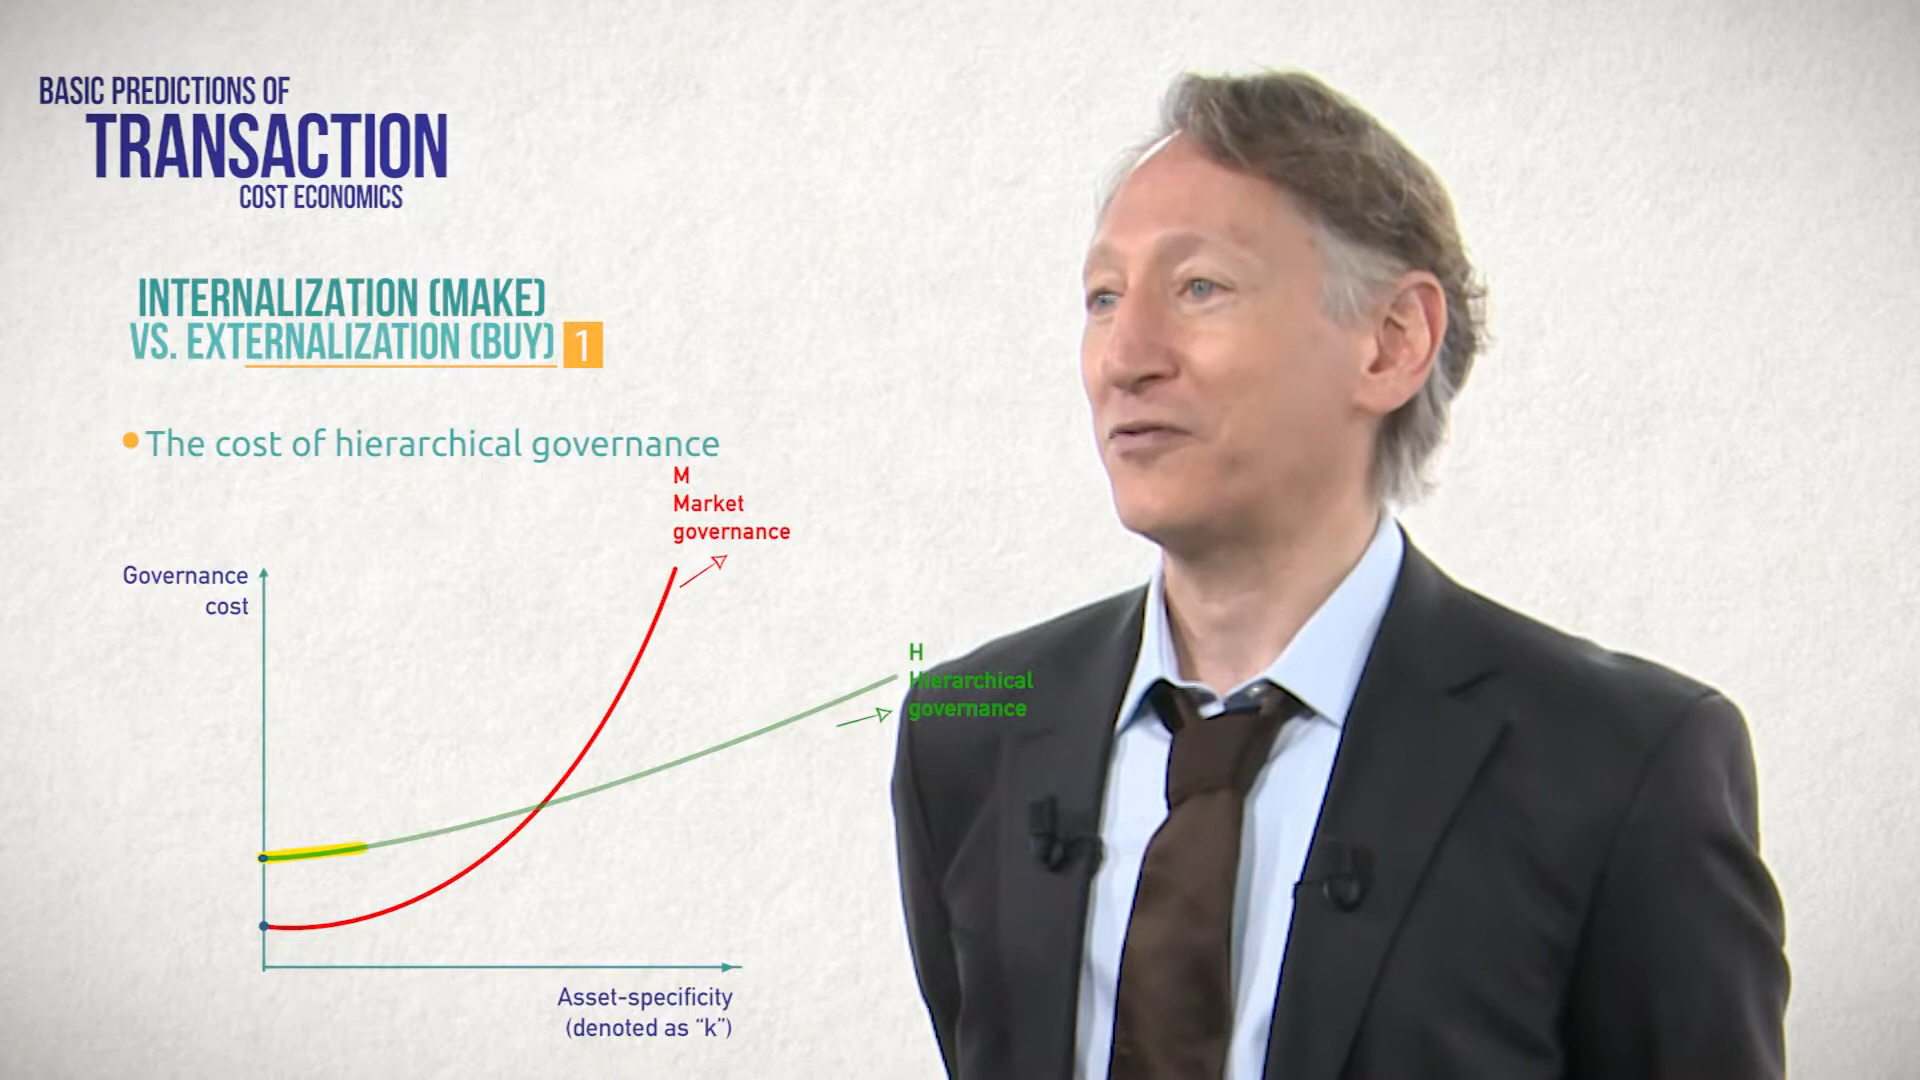 BASIC PREDICTIONS OF
TRANSACTION
COST ECONOMICS
INTERNALIZATION (MAKE)
VS. EXTERNALIZATION (BUY) 1
The cost of hierarchical governance
M
Market
governance
Governance
cost
H
Hierarchical
governance
Asset-specificity
(denoted as “k”)